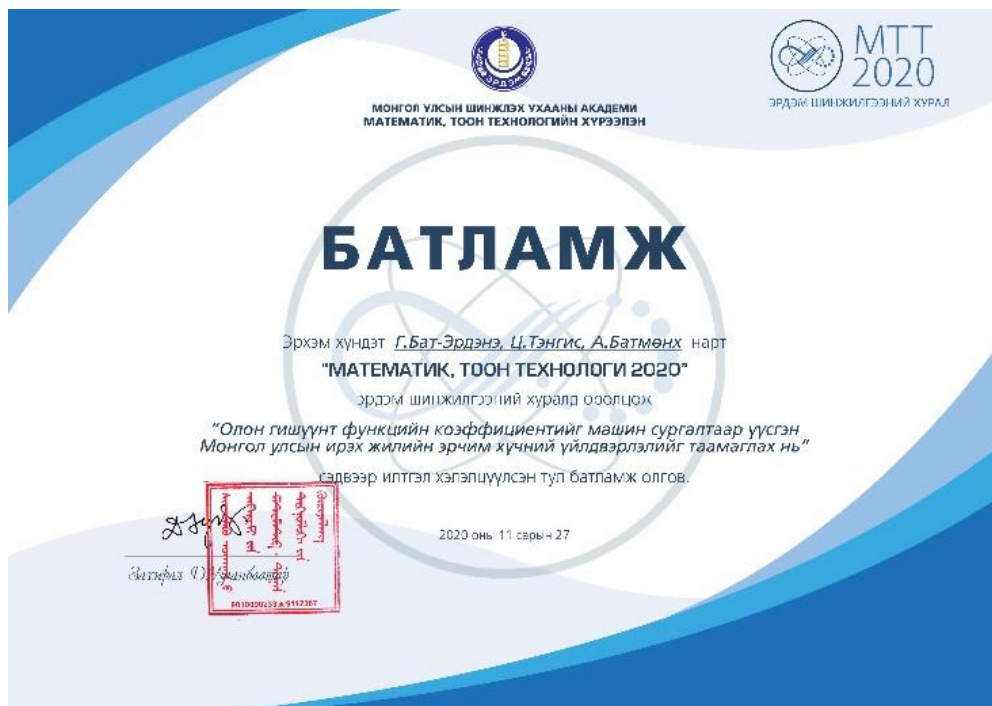 МОНГОЛ УЛСЫН ШИНЖЛЭХ УХААНЫ АКАДЕМИ
МАТЕМАТИК, ТООН ТЕХНОЛОГИЙН ХҮРЭЭЛЭН
МТТ
2020
ЭРДЭМ ШИНЖИЛГЭЭНИЙ ХУРАЛ
БАТЛАМЖ
Эрхэм хүндэт Г.Бат-Эрдэнэ, Ц.Тэнгис, А.Батмөнх нарт
"МАТЕМАТИК, ТООН ТЕХНОЛОГИ 2020"
эрдэм шинжилгээний хуралд оролцож
"Олон гишүүнт функцийн коэффициентийг машин сургалтаар үүсгэн
Монгол улсын ирэх жилийн эрчим хүчний үйлдвэрлэлийг таамаглах нь"
сэдвээр илтгэл хэлэлцүүлсэн тул батламж олгов.
2020 оны 11 сарын 27
Захирал